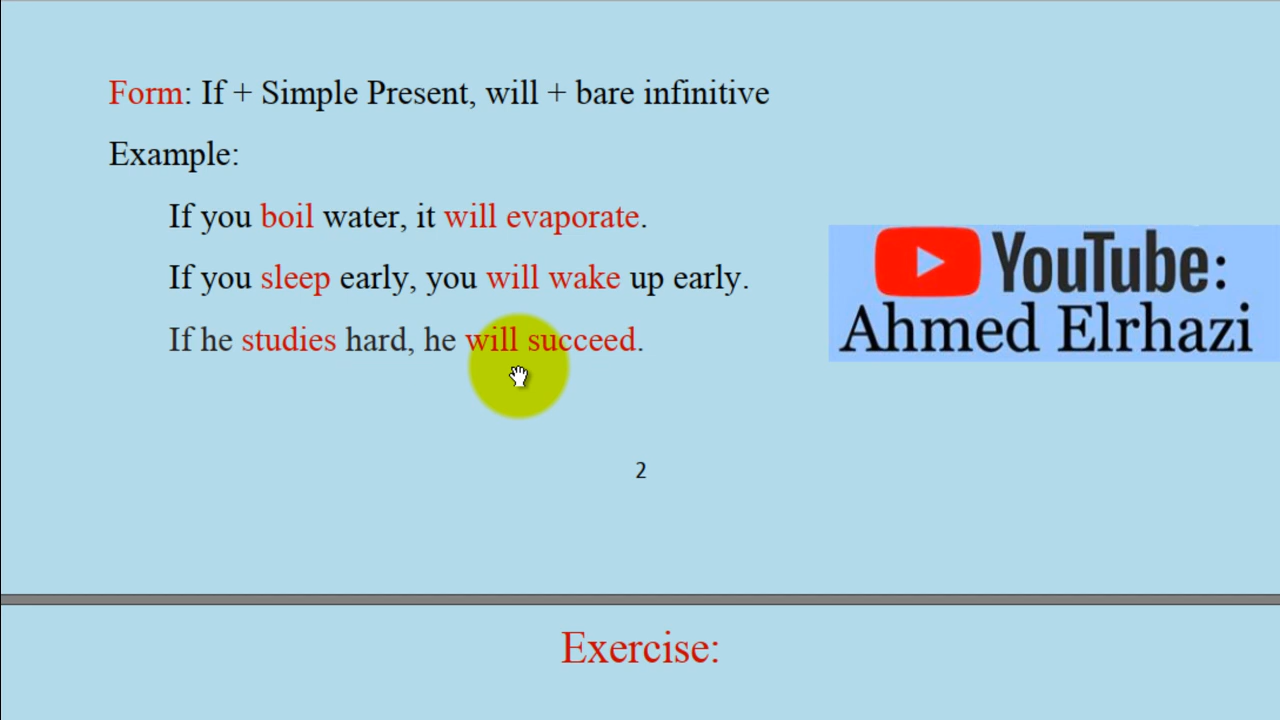 Form: If + Simple Present, will + bare infinitive
Example:
If you boil water, it will evaporate.
If you sleep early, you will wake up early.
If he studies hard, he will succeed.
YouTube:
Ahmed Elrhazi
2
Exercise: